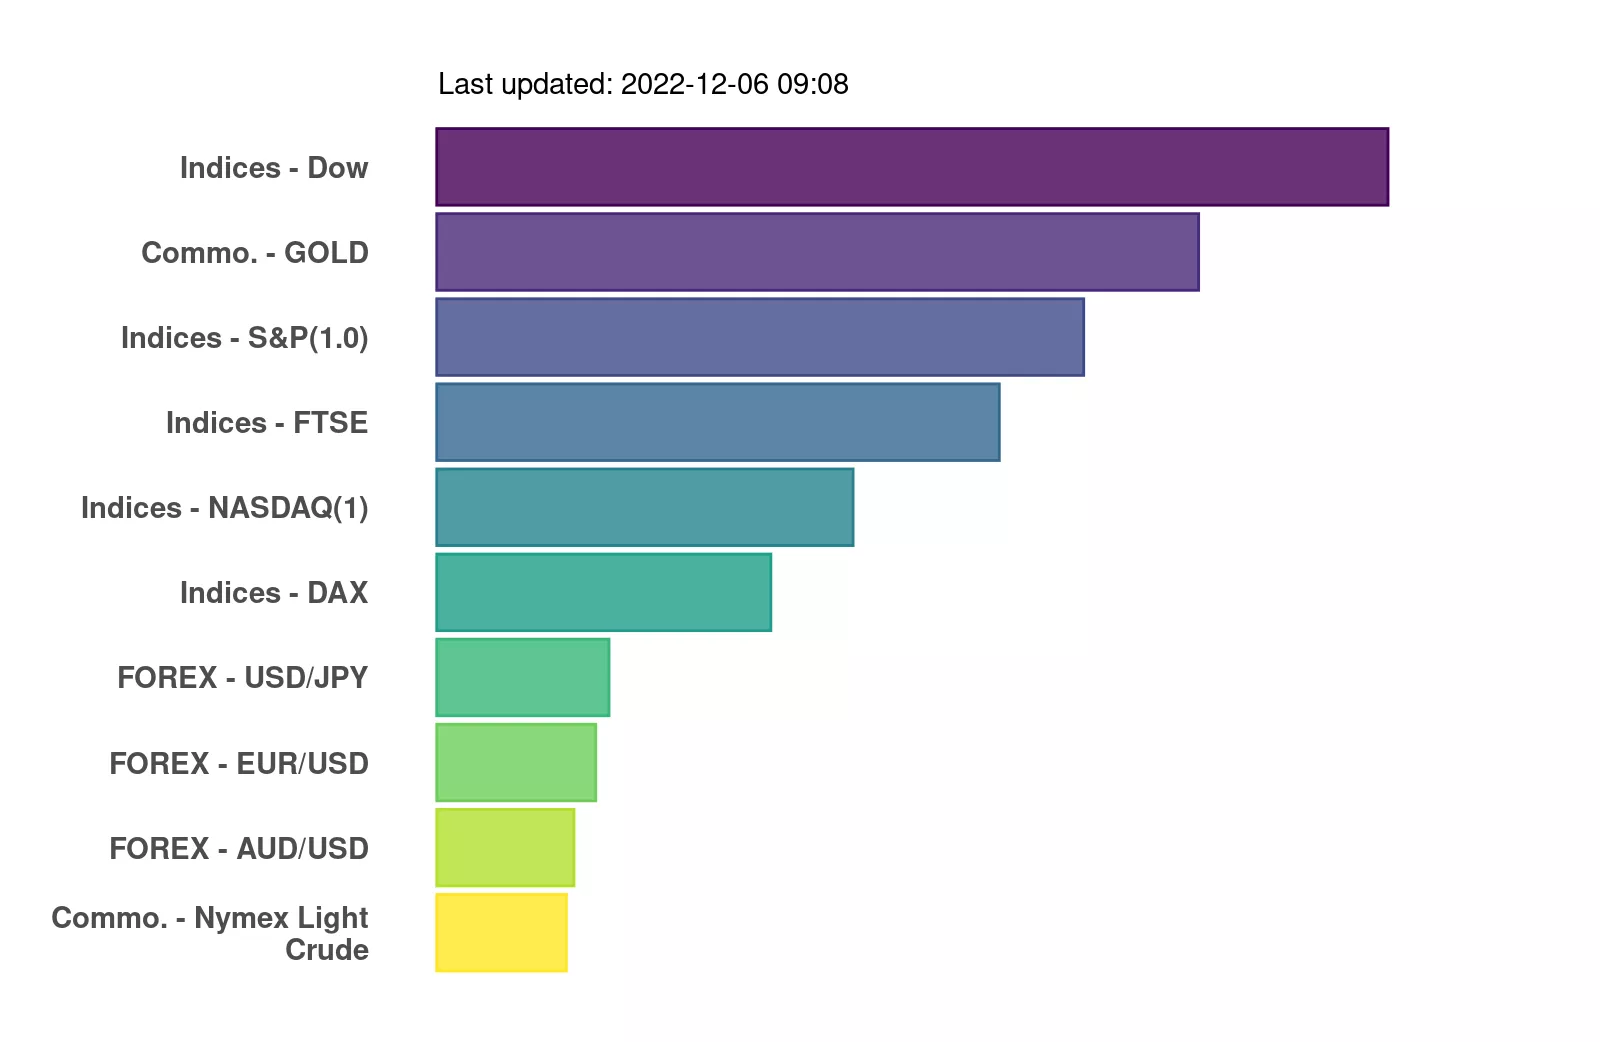 Last updated: 2022-12-06 09:08
Indices - Dow
Commo. - GOLD
Indices - S&P(1.0)
Indices - FTSE
Indices - NASDAQ(1)
Indices - DAX
FOREX - USD/JPY
FOREX - EUR/USD
FOREX - AUD/USD
Commo. - Nymex Light
Crude